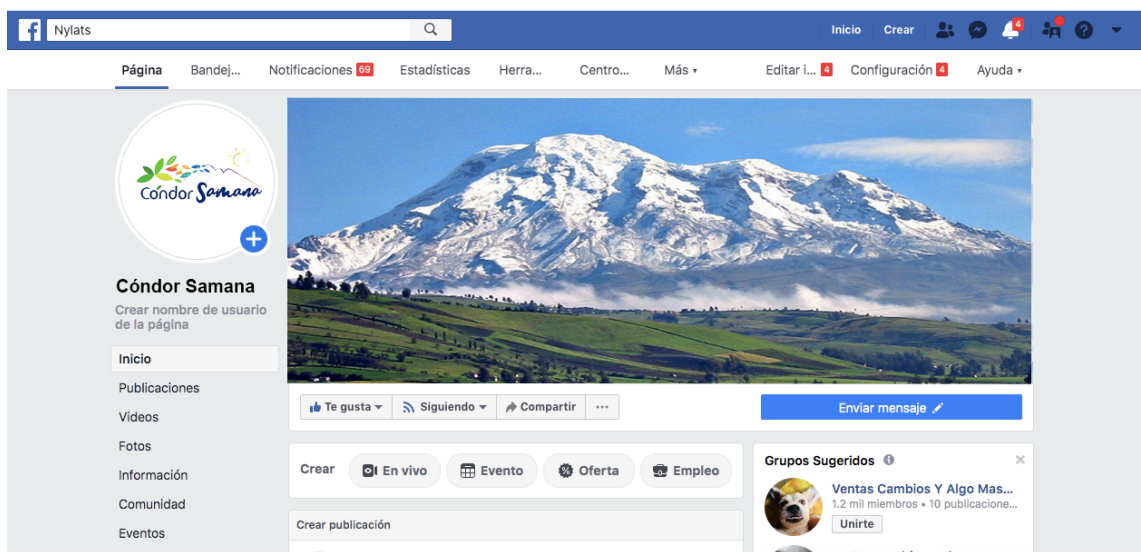 Nylats
Inicio
Crear
4
Página
Bandej...
Notificaciones 69
Estadísticas
Herra...
Centro...
Más
Editar i... 4
Configuración 4
Ayuda
Cóndor Samana
Cóndor Samana
Crear nombre de usuario
de la página
Inicio
Publicaciones
Videos
Fotos
Información
Comunidad
Eventos
Te gusta
Siguiendo
Compartir
Enviar mensaje
Crear
En vivo
Evento
Oferta
Empleo
Crear publicación
Grupos Sugeridos
Ventas Cambios Y Algo Mas...
1.2 mil miembros • 10 publicacione...
Unirte